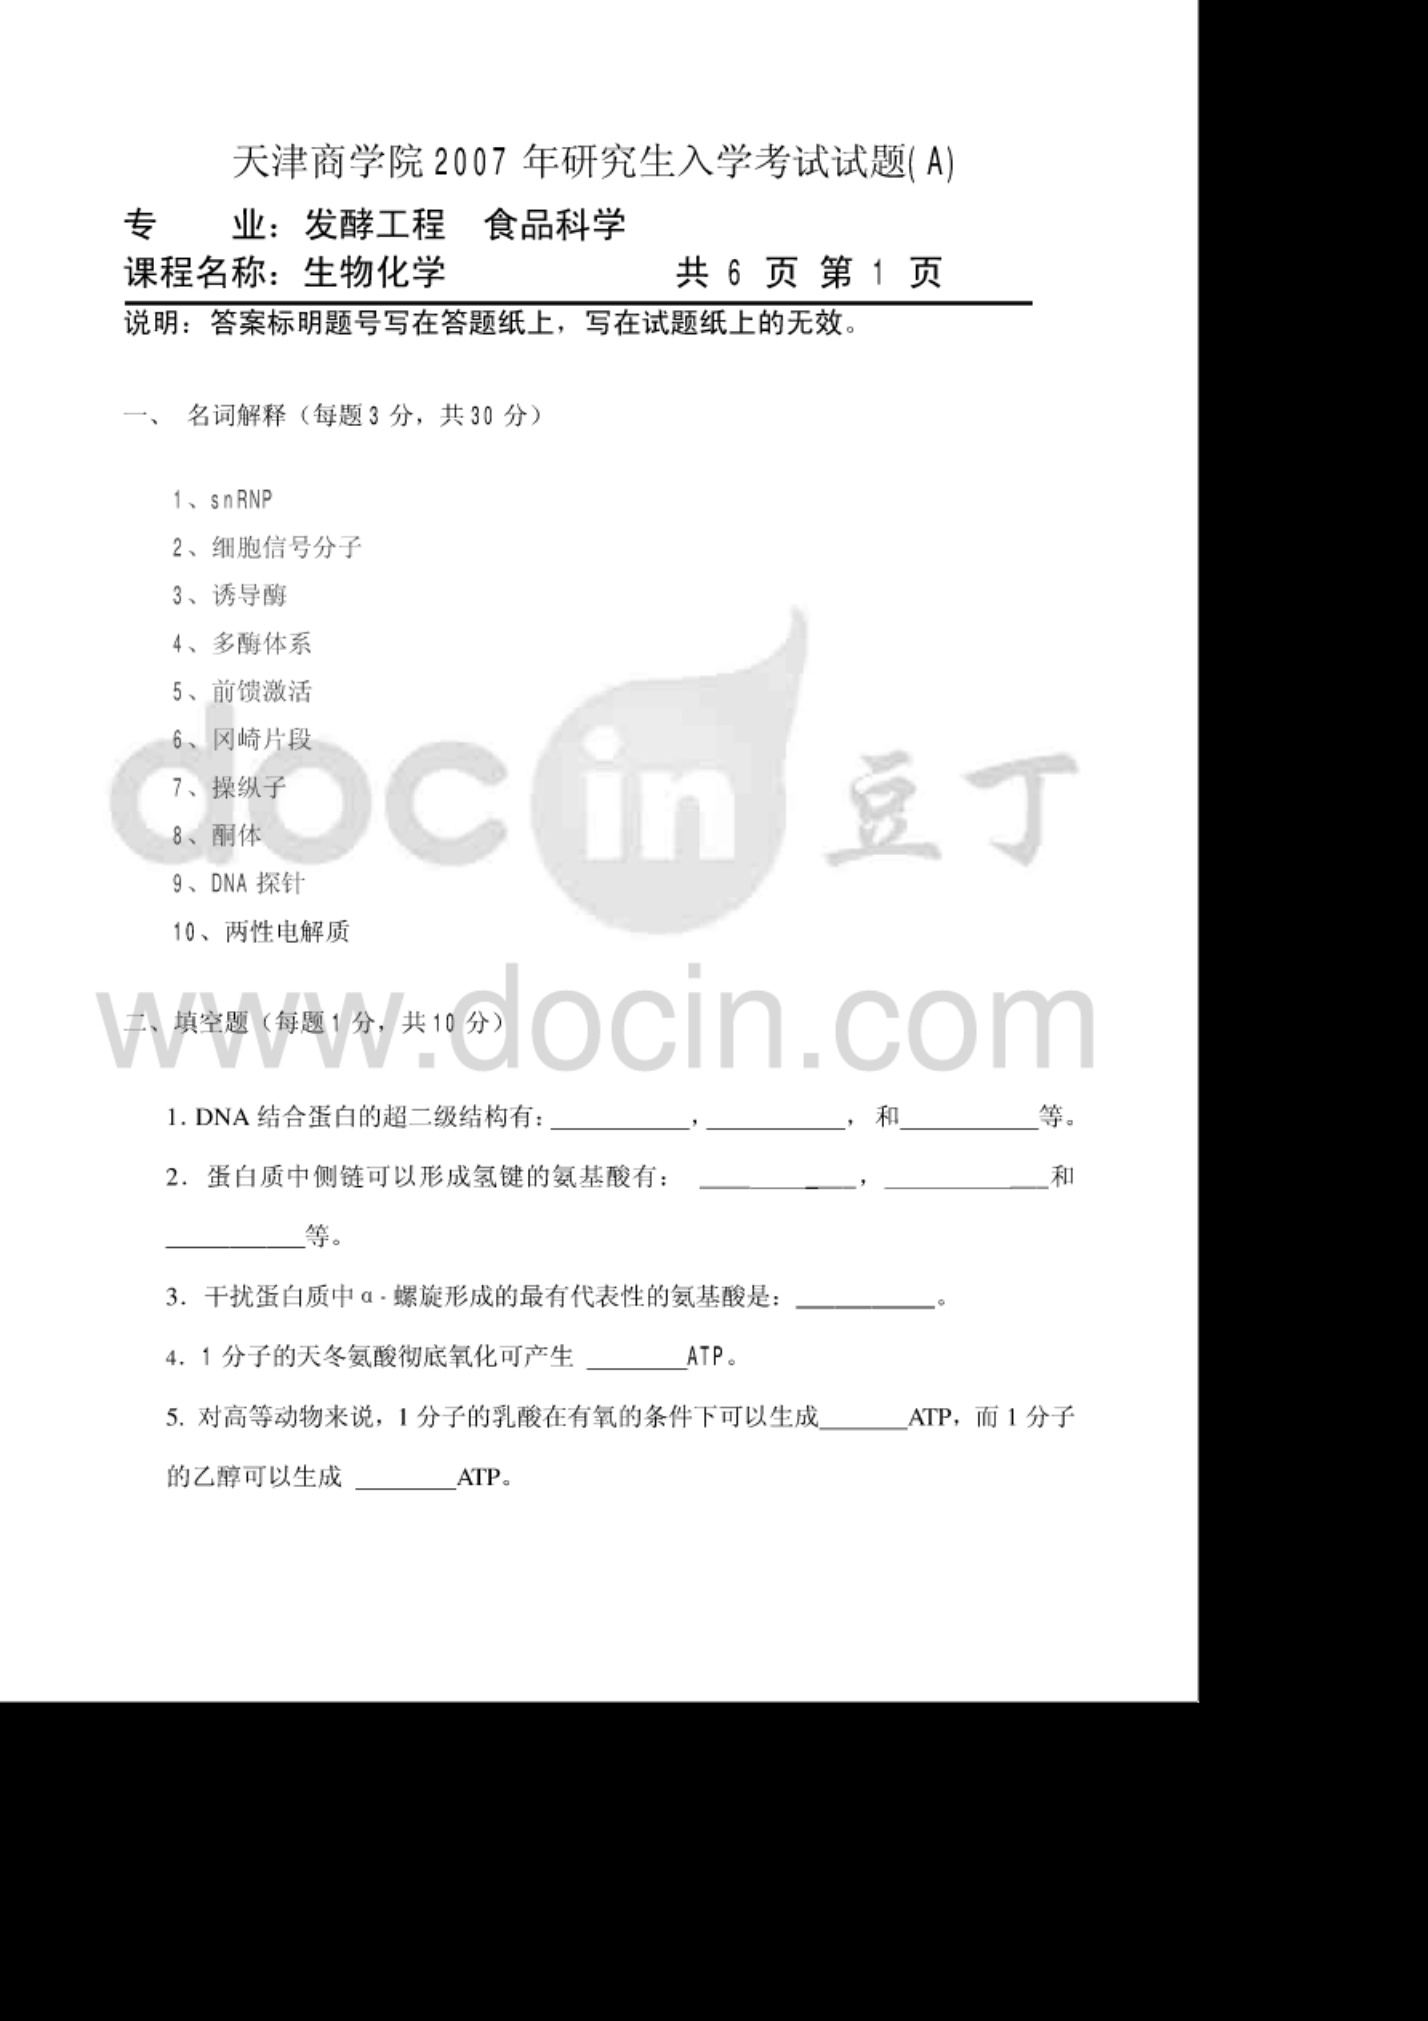 天津商学院2007 年研究生入学考试试题(A)
专 业：发酵工程 食品科学
课程名称：生物化学 共 6 页 第 1 页
说明：答案标明题号写在答题纸上，写在试题纸上的无效。
一、 名词解释（每题3 分，共30 分）
1、snRNP
2、细胞信号分子
3、诱导酶
4、多酶体系
5、前馈激活
6、冈崎片段
7、操纵子
8、酮体
9、DNA 探针
10、两性电解质
docin 豆丁
www.docin.com
二、填空题（每题1 分，共10 分）
1. DNA 结合蛋白的超二级结构有：___________，___________， 和___________等。
2．蛋白质中侧链可以形成氢键的氨基酸有： ____________，_____________和
___________等。
3．干扰蛋白质中α-螺旋形成的最有代表性的氨基酸是：___________。
4．1 分子的天冬氨酸彻底氧化可产生 ________ATP。
5. 对高等动物来说，1 分子的乳酸在有氧的条件下可以生成_______ATP，而 1 分子
的乙醇可以生成 ________ATP。